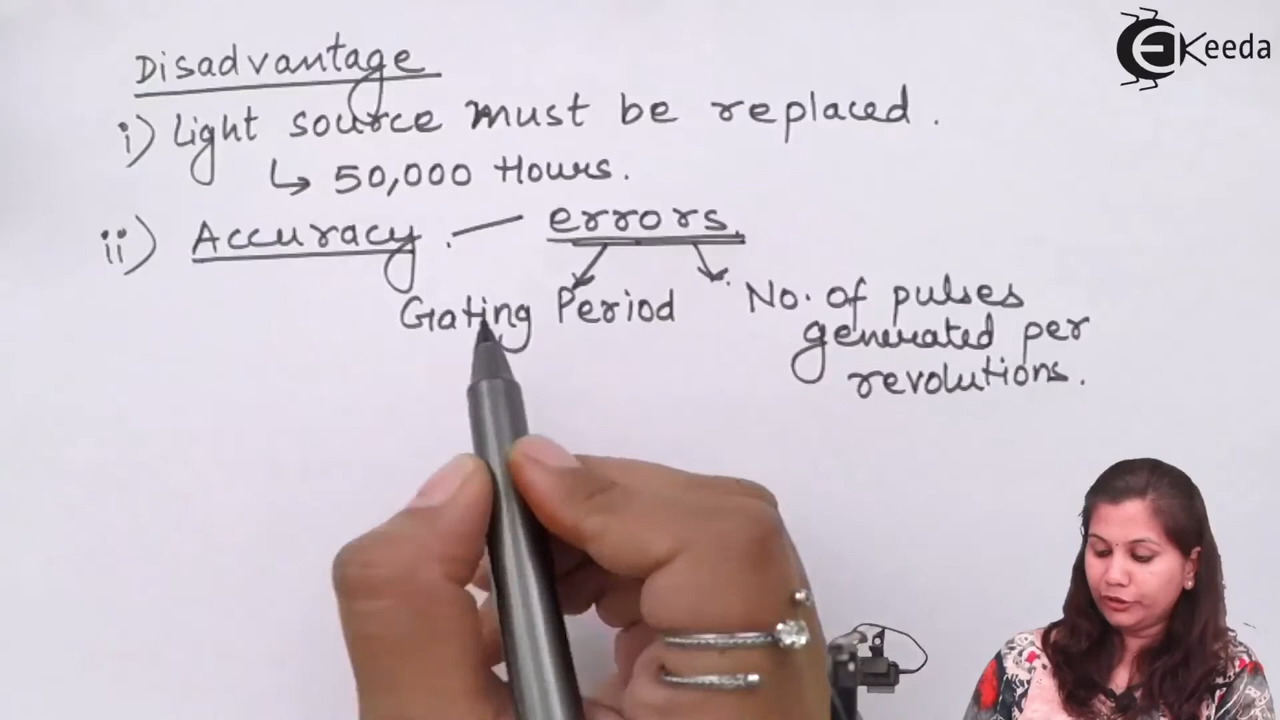 Disadvantage
i) Light source must be replaced.
↳ 50,000 Hours.
ii) Accuracy. — errors.
Gating Period
No. of pulses
generated per
revolutions.
EKeeda